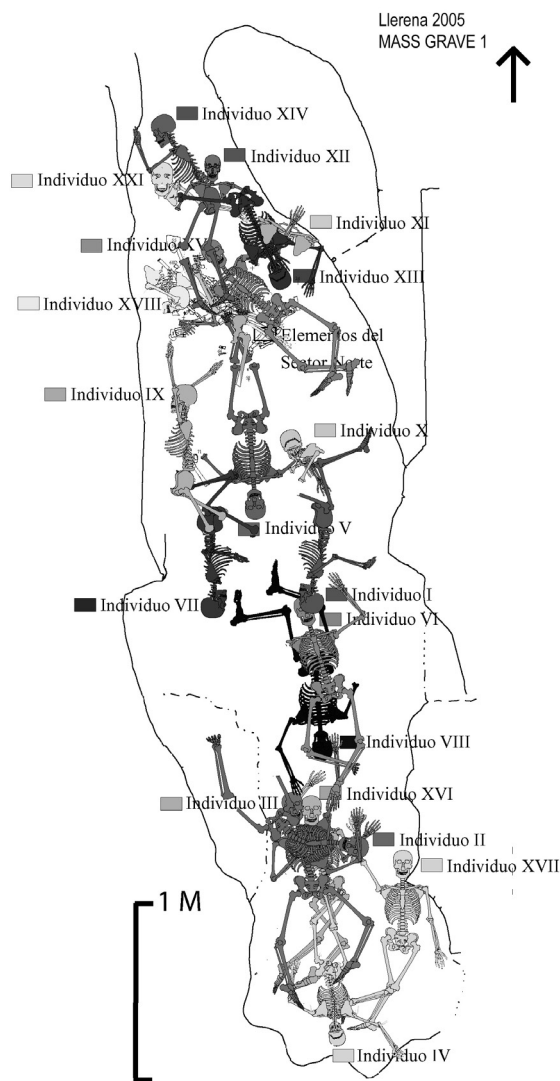 Llerena 2005
MASS GRAVE 1
Individuo XIV
Individuo XII
Individuo XXI
Individuo XI
Individuo XV
Individuo XIII
Individuo XVIII
Elementos del
Sector Norte
Individuo IX
Individuo X
Individuo V
Individuo VII
Individuo I
Individuo VI
Individuo VIII
Individuo III
Individuo XVI
Individuo II
Individuo XVII
1 M
Individuo IV